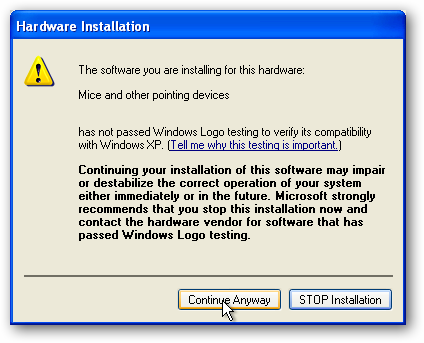 Hardware Installation
The software you are installing for this hardware:
Mice and other pointing devices
has not passed Windows Logo testing to verify its compatibility
with Windows XP. (Tell me why this testing is important.)
Continuing your installation of this software may impair
or destabilize the correct operation of your system
either immediately or in the future. Microsoft strongly
recommends that you stop this installation now and
contact the hardware vendor for software that has
passed Windows Logo testing.
Continue Anyway
STOP Installation